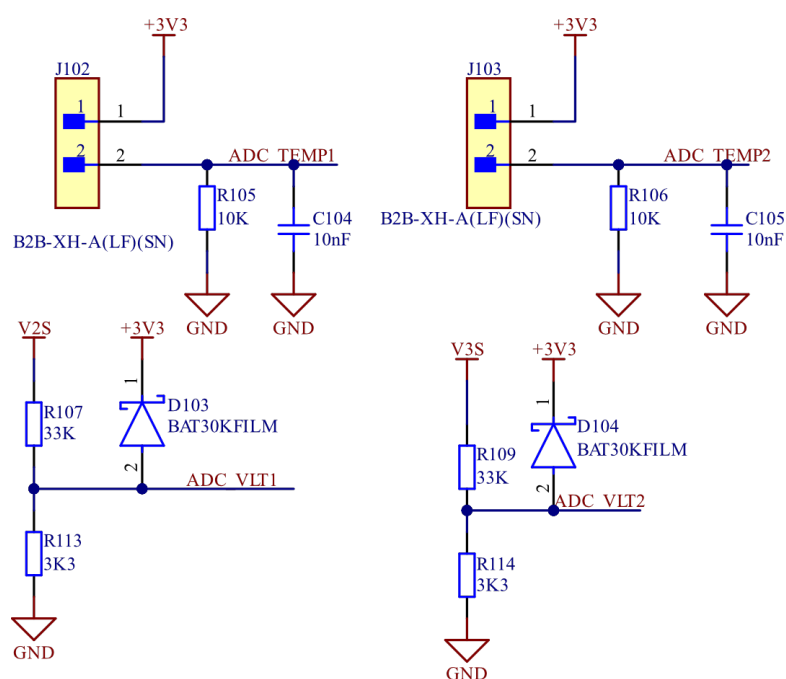 +3V3
J102
1
1
2
2
ADC_TEMP1
R105
10K
C104
10nF
B2B-XH-A(LF)(SN)
GND
GND
+3V3
J103
1
1
2
2
ADC_TEMP2
R106
10K
C105
10nF
B2B-XH-A(LF)(SN)
GND
GND
V2S
+3V3
1
R107
33K
D103
BAT30KFILM
2
ADC_VLT1
R113
3K3
GND
V3S
+3V3
1
R109
33K
D104
BAT30KFILM
2
ADC_VLT2
R114
3K3
GND